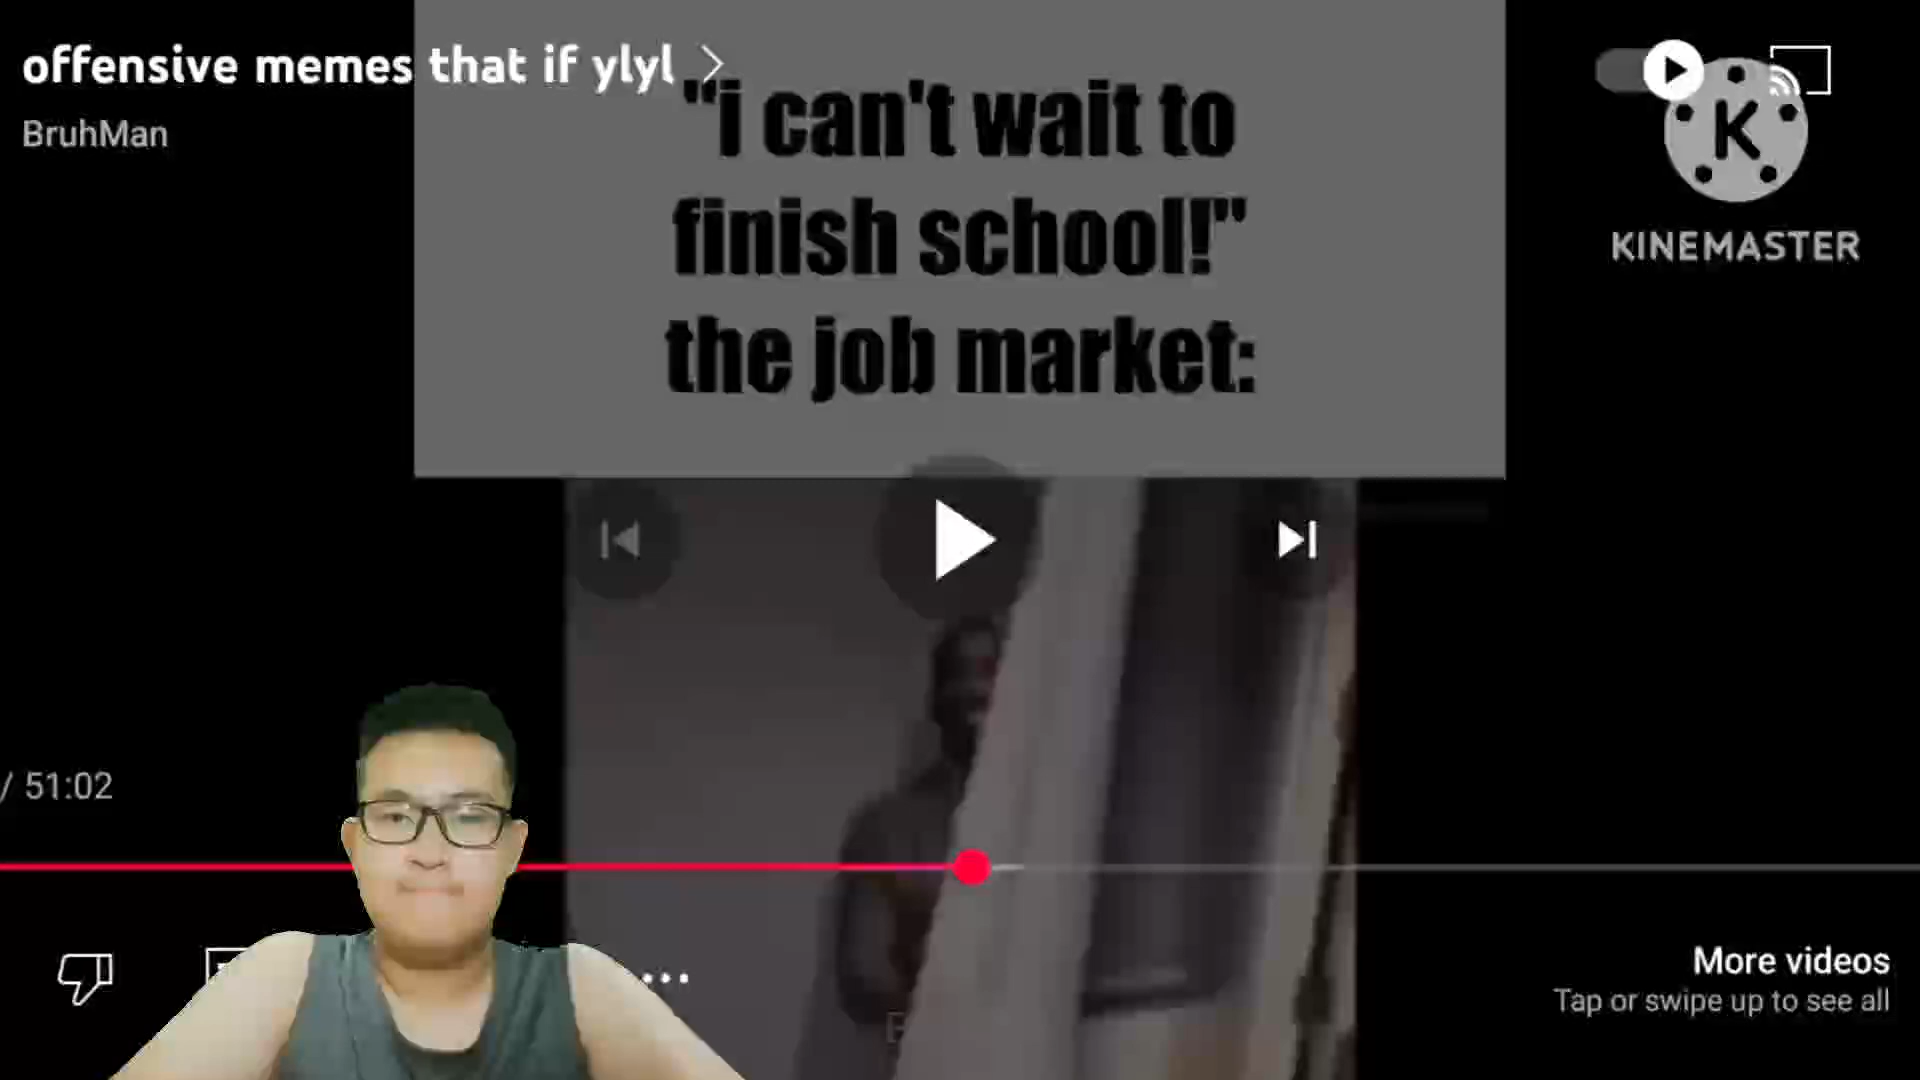 offensive memes that if ylyl
BruhMan
"i can't wait to
finish school!"
the job market:
K
KINEMASTER
/ 51:02
More videos
Tap or swipe up to see all